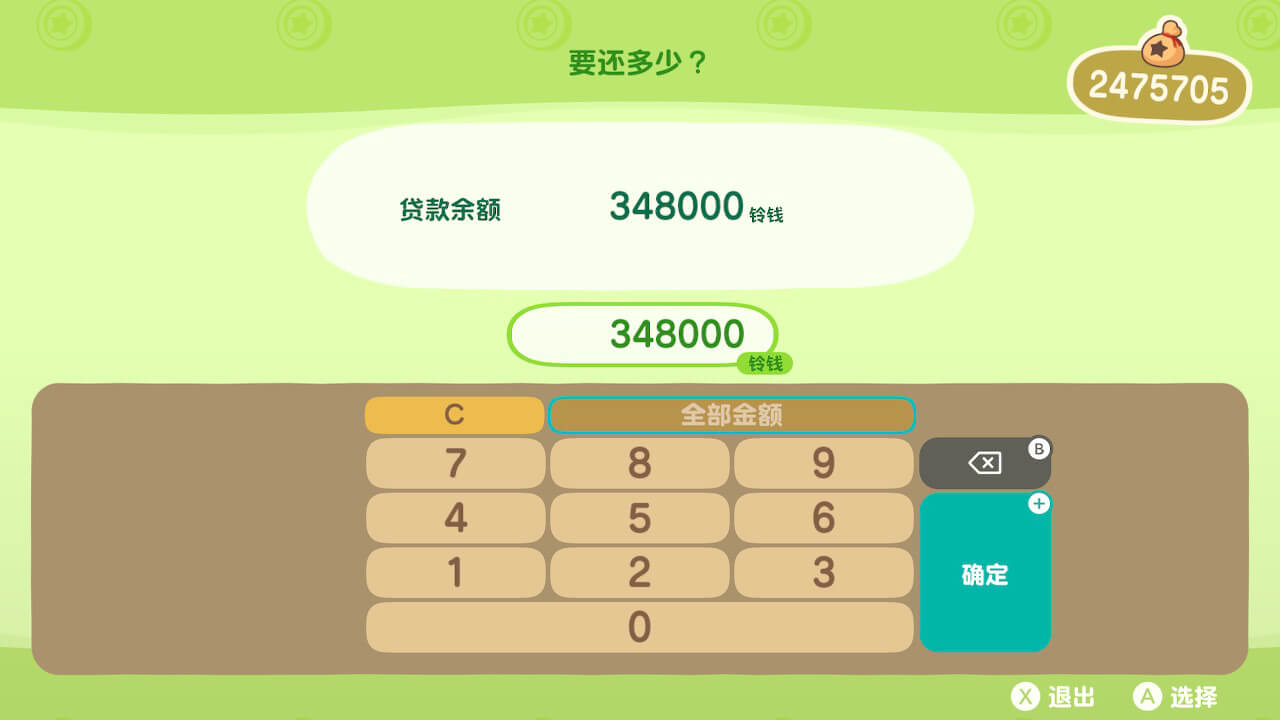 要还多少？
2475705
贷款余额 348000 铃钱
348000
铃钱
C 全部金额
7 8 9 B
4 5 6 +
1 2 3 确定
0
X 退出 A 选择